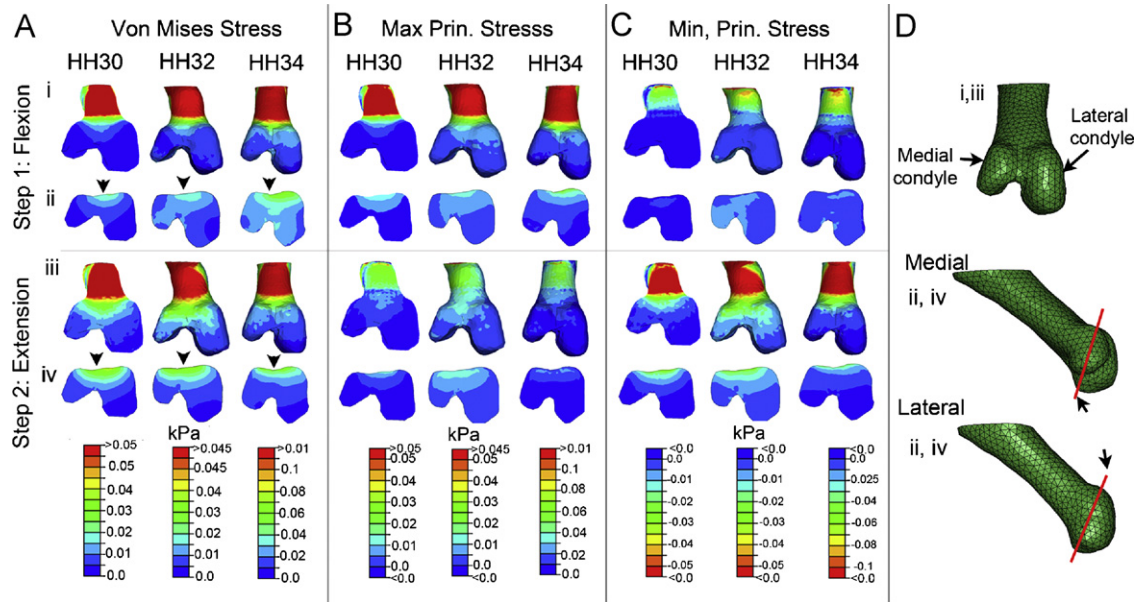 A Von Mises Stress
B Max Prin. Stresss
C Min, Prin. Stress
D
HH30 HH32 HH34
HH30 HH32 HH34
HH30 HH32 HH34
Step 1: Flexion
i
ii
Step 2: Extension
iii
iv
i,iii
Lateral
condyle
Medial
condyle
Medial
ii, iv
Lateral
ii, iv
kPa
>0.05
0.05
0.04
0.03
0.02
0.01
0.0
>0.045
0.045
0.04
0.03
0.02
0.01
0.0
>0.01
0.1
0.08
0.06
0.04
0.02
0.0
kPa
>0.05
0.05
0.04
0.03
0.02
0.01
0.0
<0.0
>0.045
0.045
0.04
0.03
0.02
0.01
0.0
<0.0
>0.01
0.1
0.08
0.06
0.04
0.02
0.0
<0.0
kPa
<0.0
0.0
-0.01
-0.02
-0.03
-0.04
-0.05
<0.0
<0.0
0.0
-0.01
-0.02
-0.03
-0.04
0.05
<0.0
<0.0
0.0
0.025
-0.04
-0.06
-0.08
-0.1
<0.0